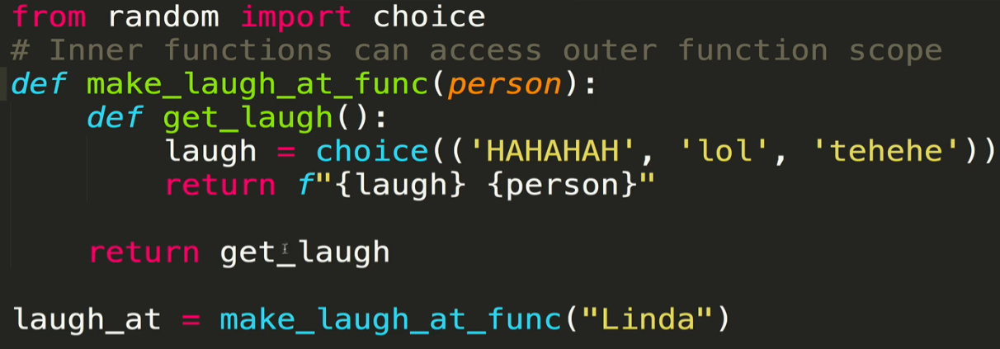 from random import choice
# Inner functions can access outer function scope
def make_laugh_at_func(person):
    def get_laugh():
        laugh = choice(('HAHAHAH', 'lol', 'tehehe'))
        return f"{laugh} {person}"
    return get_laugh
laugh_at = make_laugh_at_func("Linda")